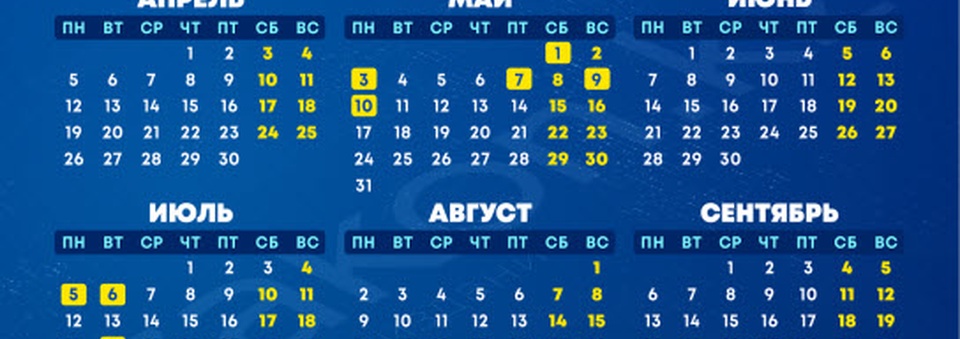 АПРЕЛЬ МАЙ ИЮНЬ
ПН ВТ СР ЧТ ПТ СБ ВС ПН ВТ СР ЧТ ПТ СБ ВС ПН ВТ СР ЧТ ПТ СБ ВС
1 2 3 4 1 2 1 2 3 4 5 6
5 6 7 8 9 10 11 3 4 5 6 7 8 9 7 8 9 10 11 12 13
12 13 14 15 16 17 18 10 11 12 13 14 15 16 14 15 16 17 18 19 20
19 20 21 22 23 24 25 17 18 19 20 21 22 23 21 22 23 24 25 26 27
26 27 28 29 30 24 25 26 27 28 29 30 28 29 30
31
ИЮЛЬ АВГУСТ СЕНТЯБРЬ
ПН ВТ СР ЧТ ПТ СБ ВС ПН ВТ СР ЧТ ПТ СБ ВС ПН ВТ СР ЧТ ПТ СБ ВС
1 2 3 4 1 1 2 3 4 5
5 6 7 8 9 10 11 2 3 4 5 6 7 8 6 7 8 9 10 11 12
12 13 14 15 16 17 18 9 10 11 12 13 14 15 13 14 15 16 17 18 19